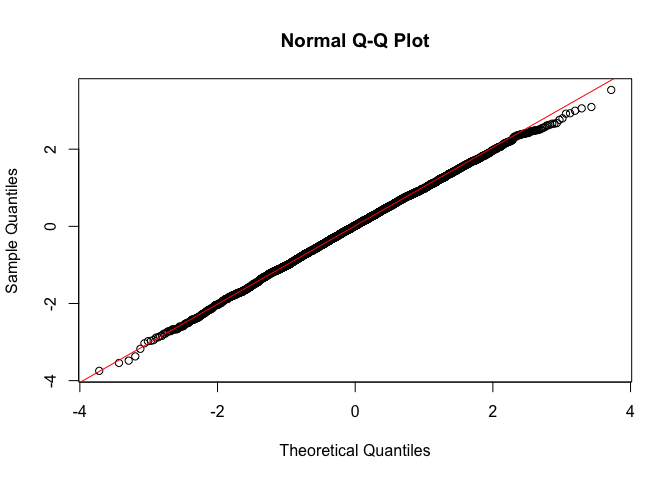 Normal Q-Q Plot
Sample Quantiles
2
0
-2
-4
-4 -2 0 2 4
Theoretical Quantiles